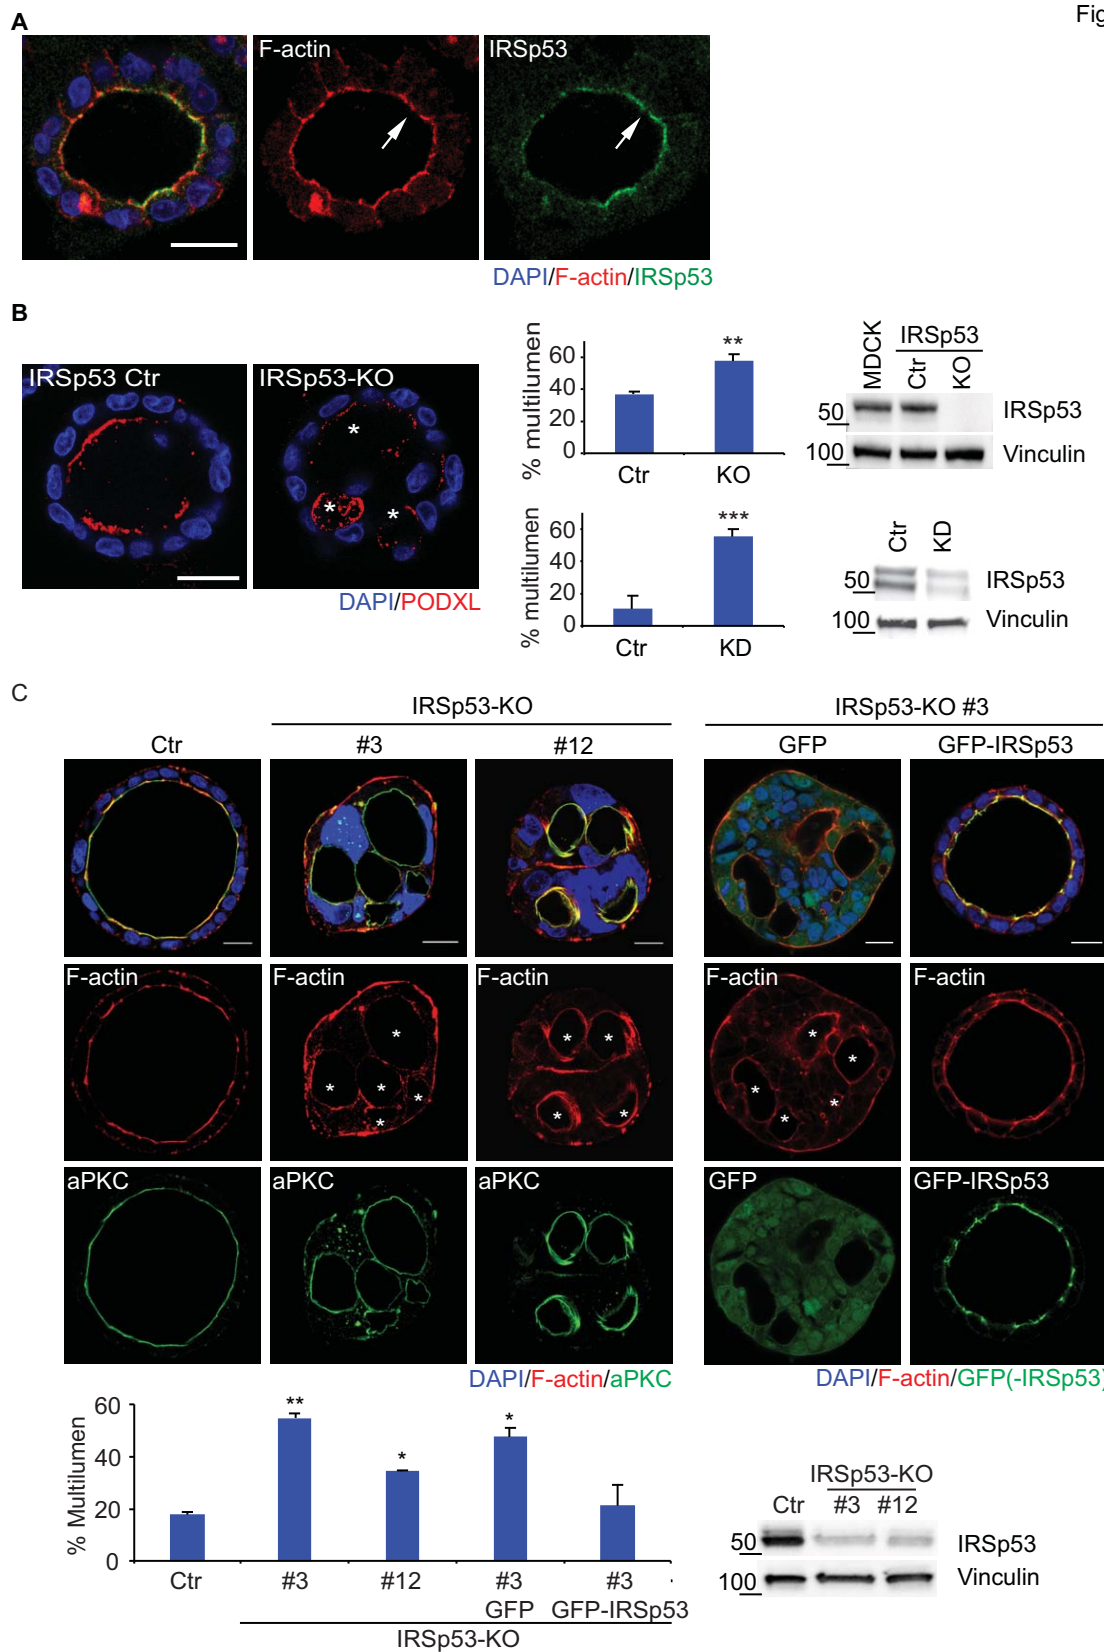 Fig
A
F-actin
IRSp53
DAPI/F-actin/IRSp53
B
IRSp53 Ctr
IRSp53-KO
* * *
DAPI/PODXL
% multilumen
60
40
20
0
**
Ctr KO
% multilumen
60
40
20
0
***
Ctr KD
MDCK
IRSp53
Ctr KO
50 IRSp53
100 Vinculin
Ctr KD
50 IRSp53
100 Vinculin
C
IRSp53-KO
IRSp53-KO #3
Ctr #3 #12 GFP GFP-IRSp53
F-actin F-actin F-actin F-actin F-actin
* * * * *
* * * *
* * * * *
aPKC aPKC aPKC GFP GFP-IRSp53
DAPI/F-actin/aPKC
DAPI/F-actin/GFP(-IRSp53)
% Multilumen
60
40
20
0
** * *
Ctr #3 #12 #3 #3
GFP GFP-IRSp53
IRSp53-KO
IRSp53-KO
Ctr #3 #12
50 IRSp53
100 Vinculin